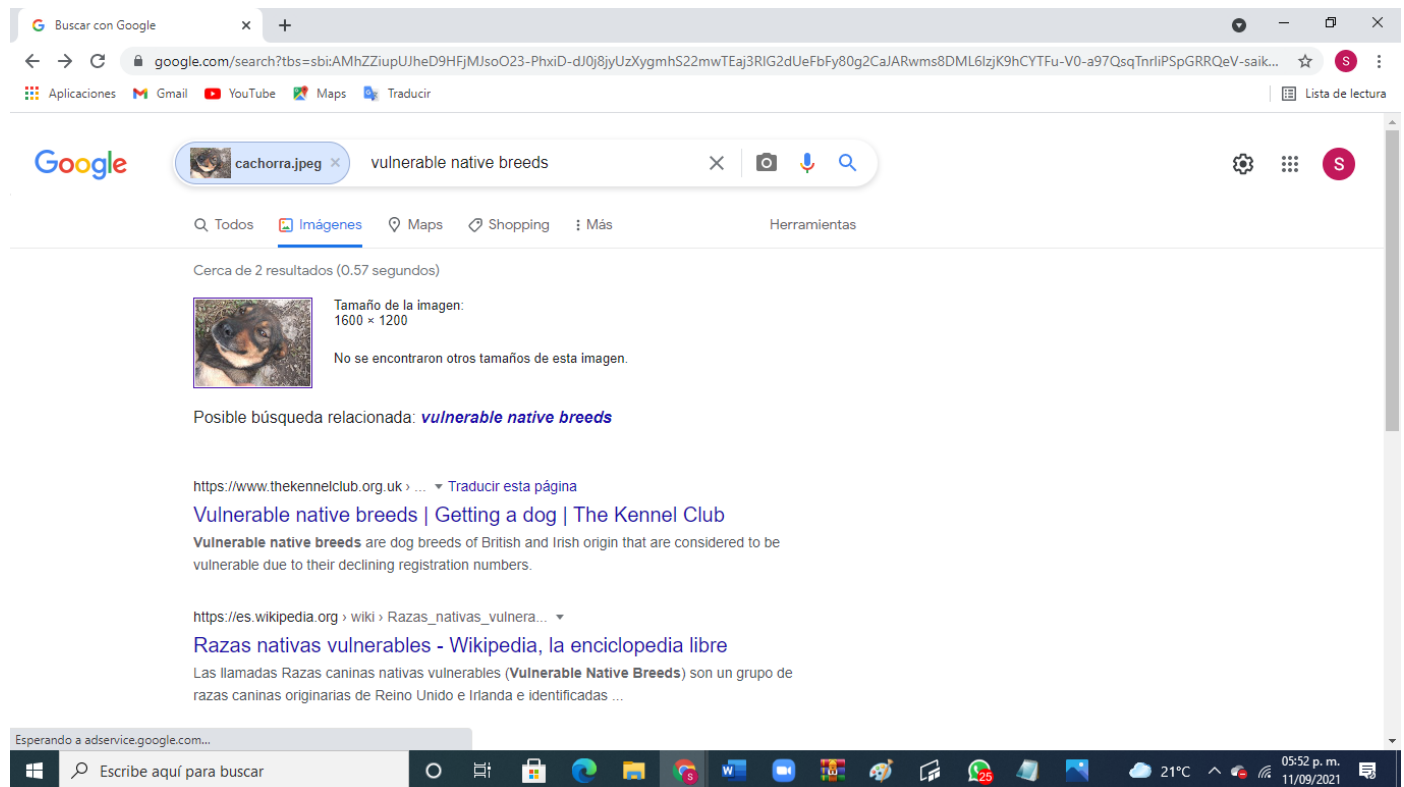 Buscar con Google
google.com/search?tbs=sbi:AMhZZiupUJheD9HFjMJsoO23-PhxiD-dJ0j8jyUzXygmhS22mwTEaj3RIG2dUeFbFy80g2CaJARwms8DML6IzjK9hCYTFu-V0-a97QsqTnrIiPSpGRRQeV-saik... S
Aplicaciones Gmail YouTube Maps Traducir Lista de lectura
Google cachorra.jpeg vulnerable native breeds S
Todos Imágenes Maps Shopping Más Herramientas
Cerca de 2 resultados (0.57 segundos)
Tamaño de la imagen:
1600 × 1200
No se encontraron otros tamaños de esta imagen.
Posible búsqueda relacionada: vulnerable native breeds
https://www.thekennelclub.org.uk › ... Traducir esta página
Vulnerable native breeds | Getting a dog | The Kennel Club
Vulnerable native breeds are dog breeds of British and Irish origin that are considered to be
vulnerable due to their declining registration numbers.
https://es.wikipedia.org › wiki › Razas_nativas_vulnera...
Razas nativas vulnerables - Wikipedia, la enciclopedia libre
Las llamadas Razas caninas nativas vulnerables (Vulnerable Native Breeds) son un grupo de
razas caninas originarias de Reino Unido e Irlanda e identificadas ...
Esperando a adservice.google.com...
Escribe aquí para buscar 25 21°C 05:52 p. m.
11/09/2021